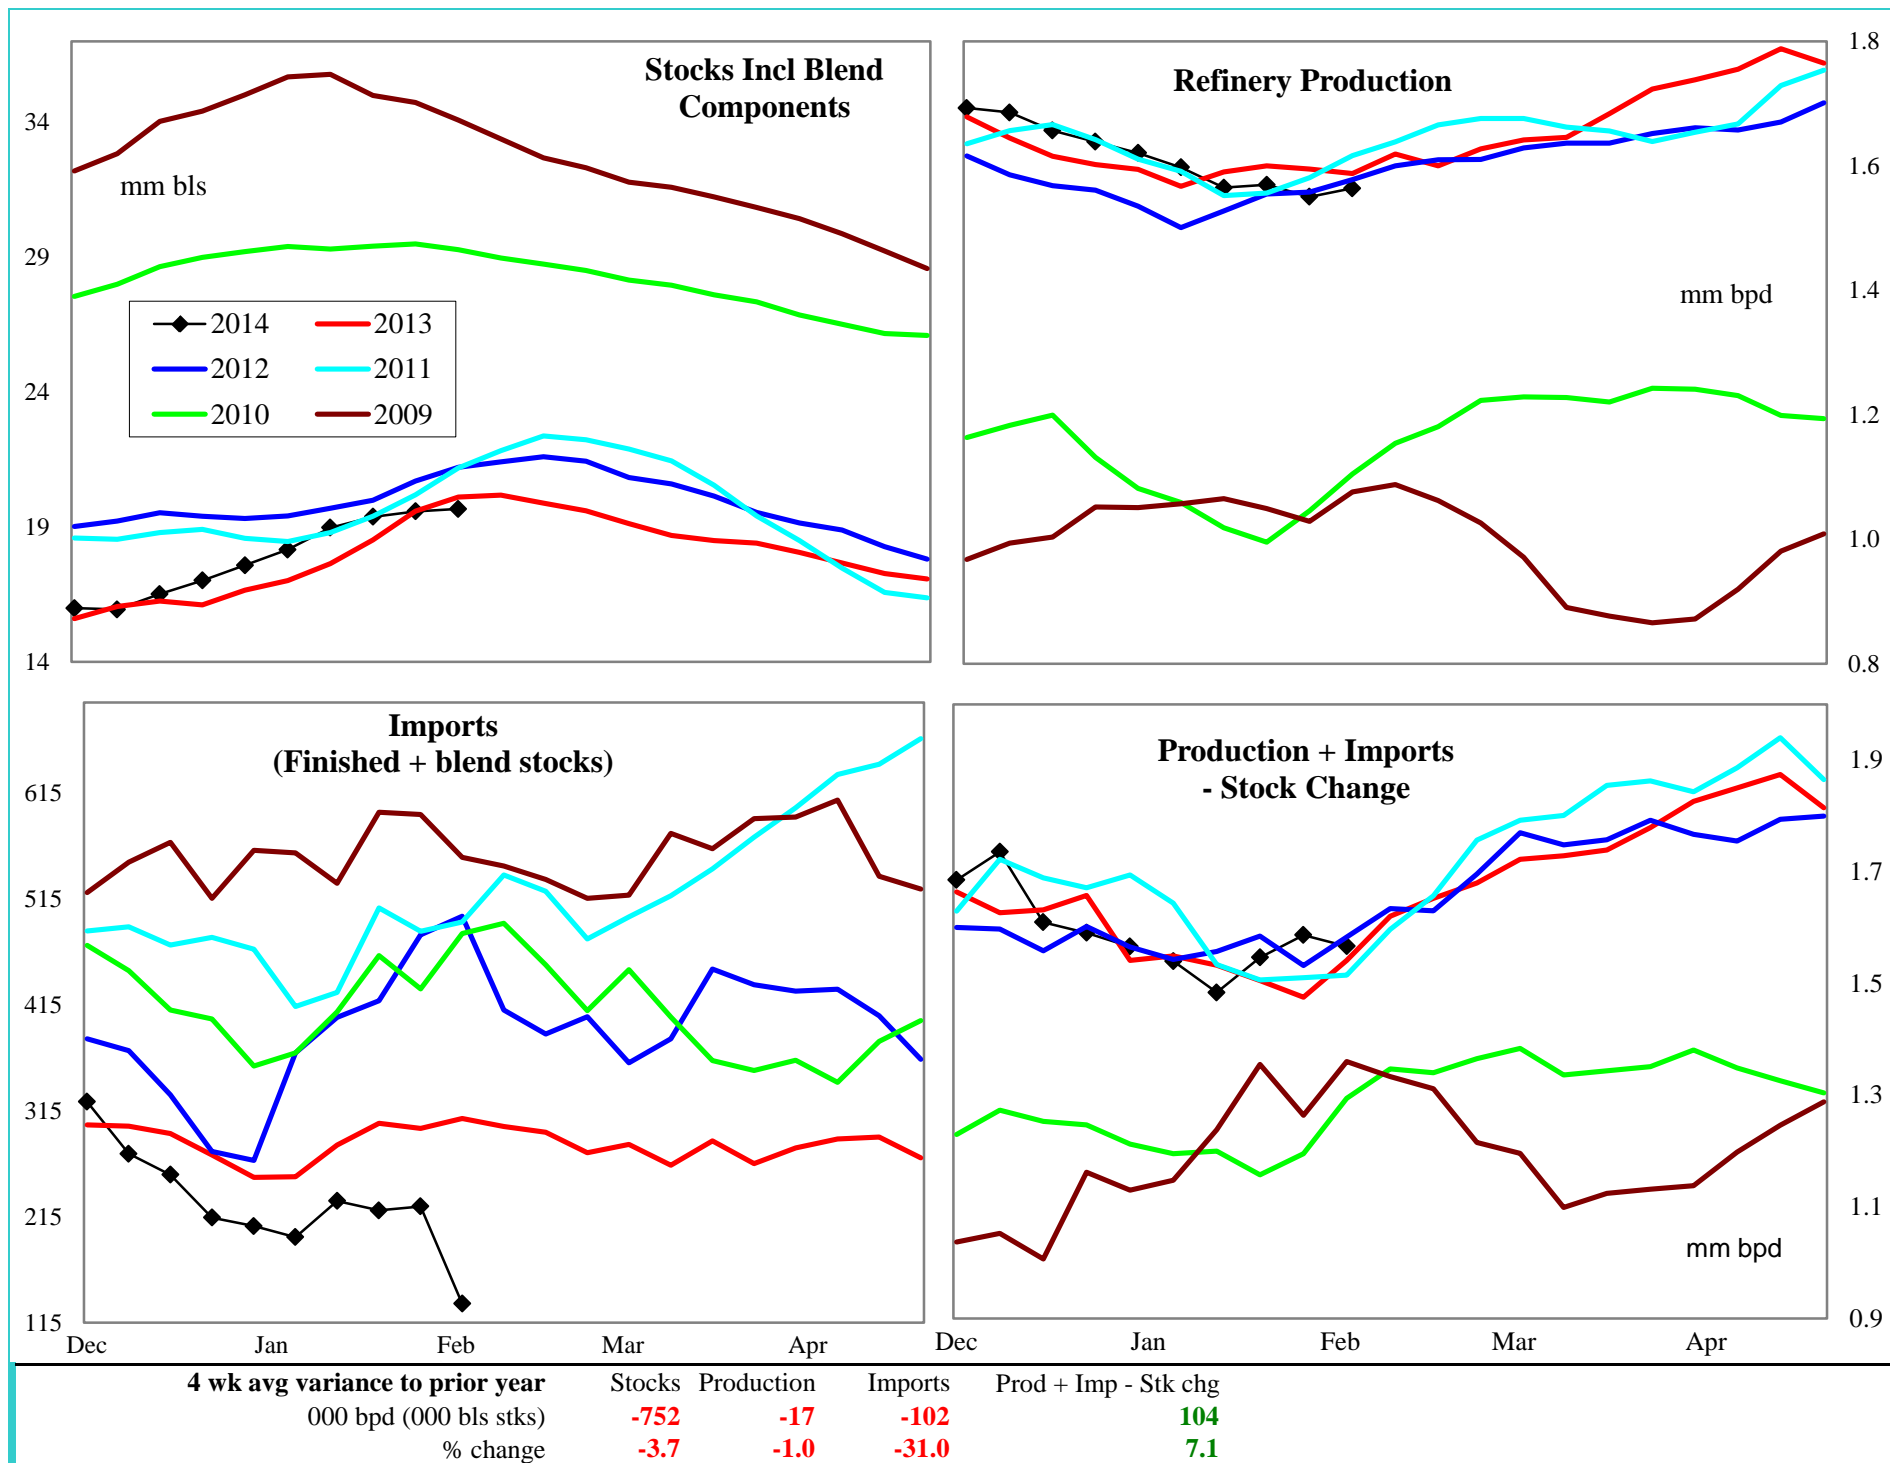 Stocks Incl Blend
Components
mm bls
34
29
24
19
14
2014
2013
2012
2011
2010
2009
Refinery Production
mm bpd
1.8
1.6
1.4
1.2
1.0
0.8
Imports
(Finished + blend stocks)
615
515
415
315
215
115
Dec Jan Feb Mar Apr
Production + Imports
- Stock Change
mm bpd
1.9
1.7
1.5
1.3
1.1
0.9
Dec Jan Feb Mar Apr
4 wk avg variance to prior year Stocks Production Imports Prod + Imp - Stk chg
000 bpd (000 bls stks) -752 -17 -102 104
% change -3.7 -1.0 -31.0 7.1